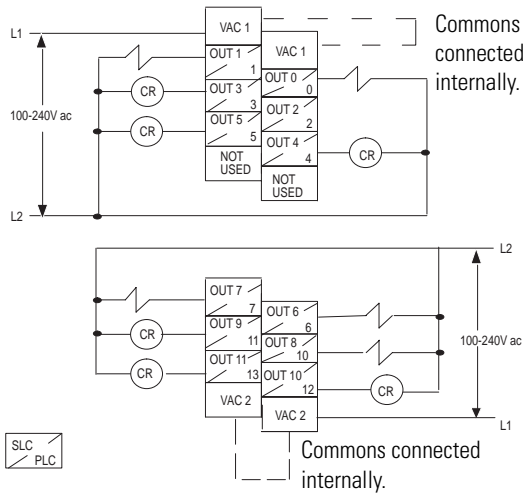 VAC 1
L1
VAC 1
Commons
connected
internally.
OUT 1
1
OUT 0
0
CR
OUT 3
3
OUT 2
2
100-240V ac
CR
OUT 5
5
OUT 4
4
CR
NOT
USED
NOT
USED
L2
L2
OUT 7
7
OUT 6
6
CR
OUT 9
11
OUT 8
10
100-240V ac
CR
OUT 11
13
OUT 10
12
CR
VAC 2
VAC 2
L1
SLC
PLC
Commons connected
internally.